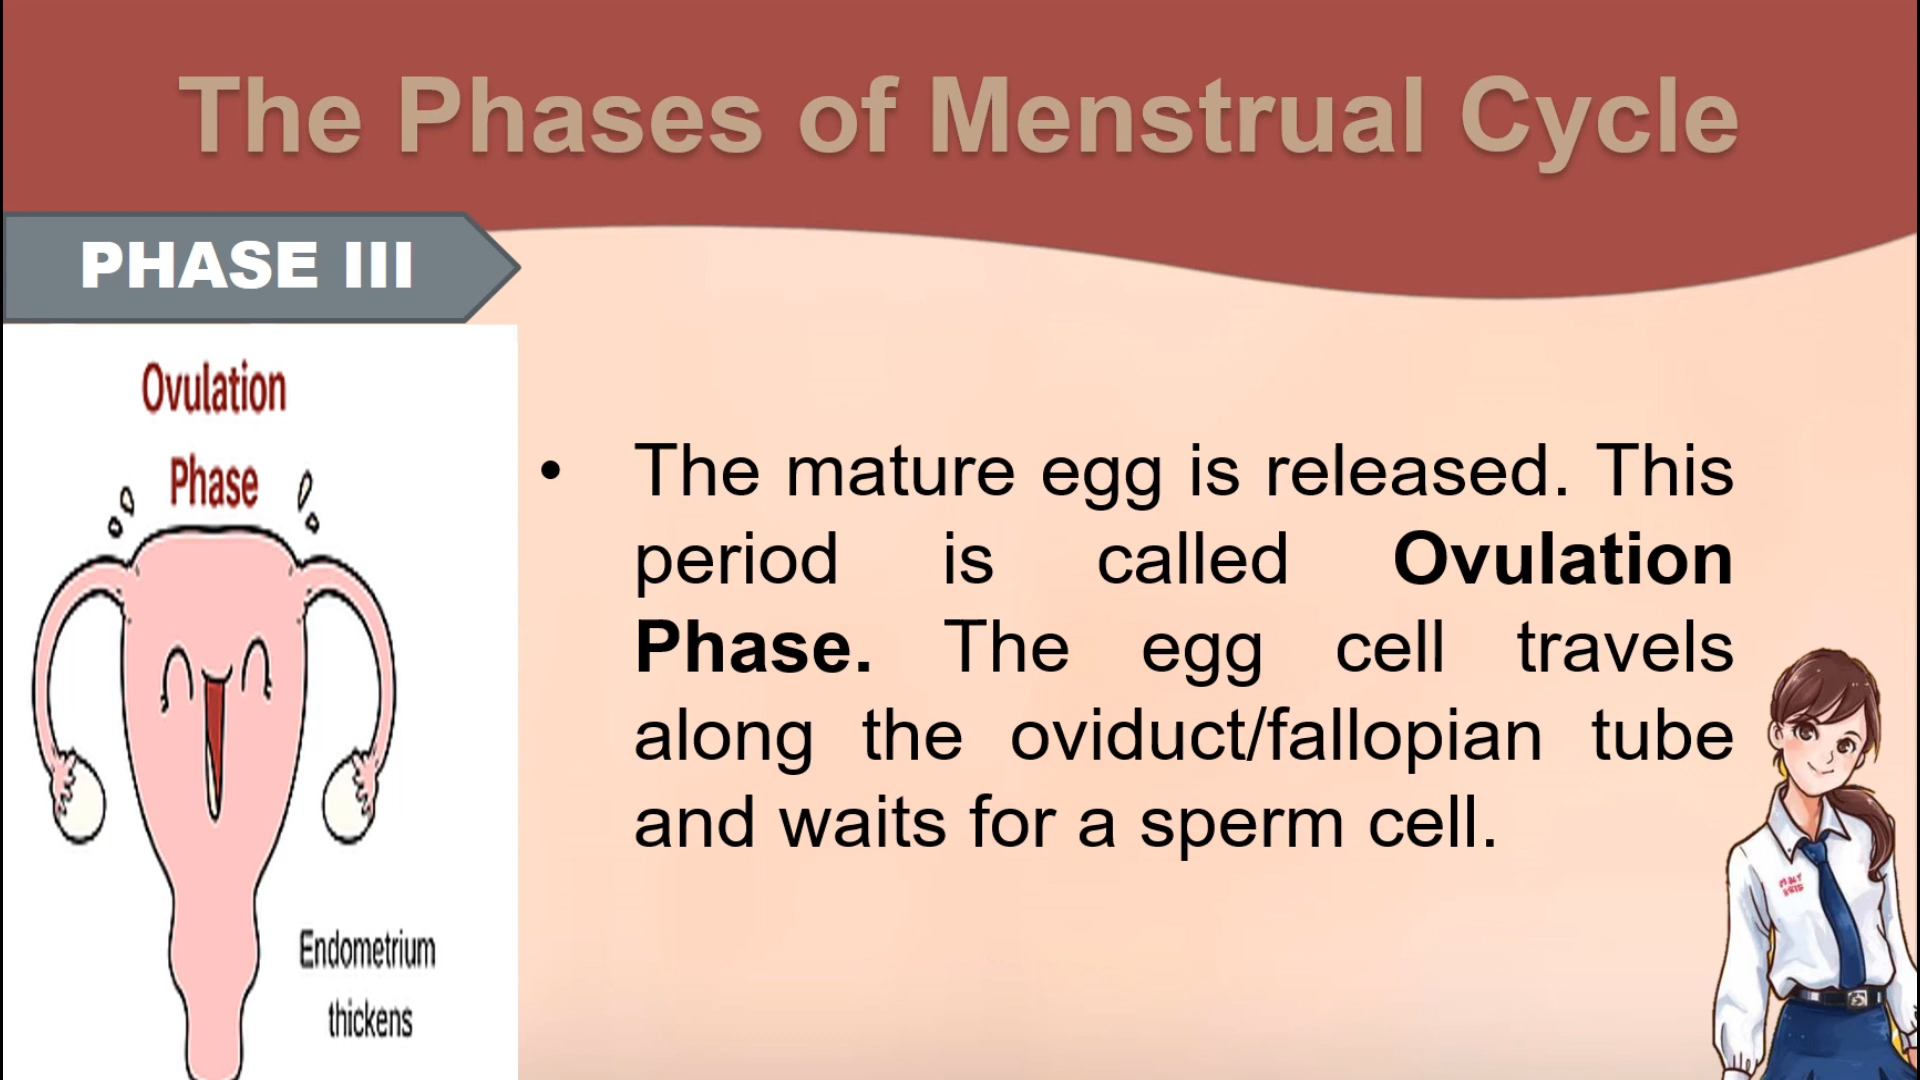 The Phases of Menstrual Cycle
PHASE III
Ovulation
Phase
Endometrium
thickens
• The mature egg is released. This
period is called Ovulation
Phase. The egg cell travels
along the oviduct/fallopian tube
and waits for a sperm cell.